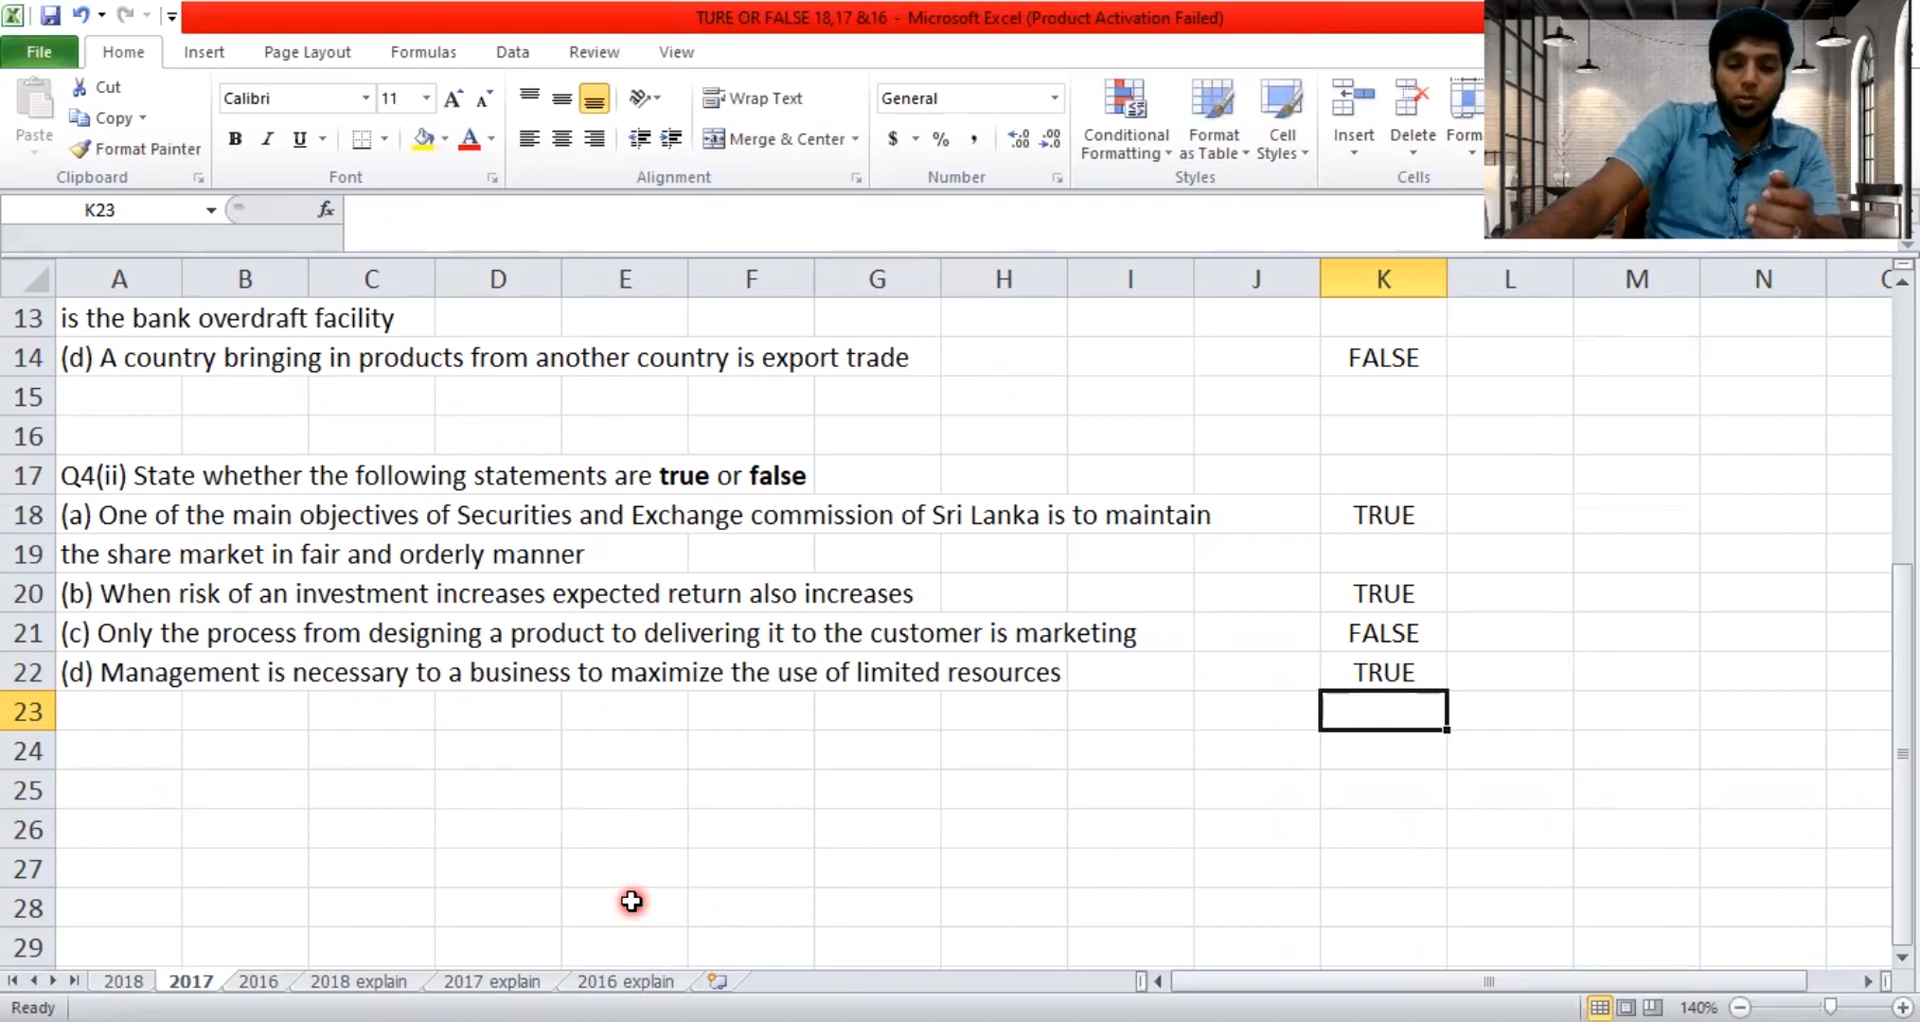 TURE OR FALSE 18,17 &16 - Microsoft Excel (Product Activation Failed)
File Home Insert Page Layout Formulas Data Review View
Cut
Copy
Format Painter
Paste
Clipboard
Calibri 11
B I U A
Font
Wrap Text
Merge & Center
Alignment
General
$ % ,
Number
Conditional Formatting
Format as Table
Cell Styles
Styles
Insert Delete Form
Cells
K23 fx
A B C D E F G H I J K L M N
13 is the bank overdraft facility
14 (d) A country bringing in products from another country is export trade FALSE
15
16
17 Q4(ii) State whether the following statements are true or false
18 (a) One of the main objectives of Securities and Exchange commission of Sri Lanka is to maintain TRUE
19 the share market in fair and orderly manner
20 (b) When risk of an investment increases expected return also increases TRUE
21 (c) Only the process from designing a product to delivering it to the customer is marketing FALSE
22 (d) Management is necessary to a business to maximize the use of limited resources TRUE
23
24
25
26
27
28
29
2018 2017 2016 2018 explain 2017 explain 2016 explain
Ready 140%